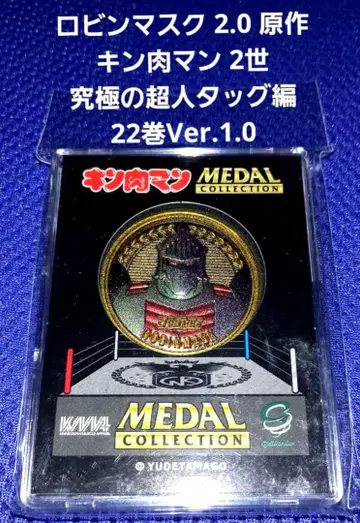 ロビンマスク 2.0 原作
キン肉マン 2世
究極の超人タッグ編
22巻Ver.1.0
キン肉マン MEDAL
COLLECTION
MEDAL
COLLECTION
© YUDETAMAGO